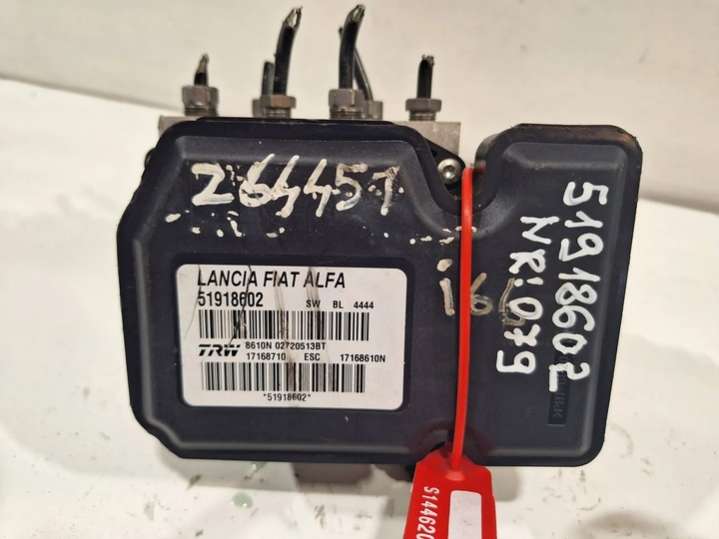 264451
LANCIA FIAT ALFA
51918602
SW BL 4444
8610N 02720513BT
TRW
17168710 ESC 17168610N
*51918602*
i66
51918602
NR:079
S144620